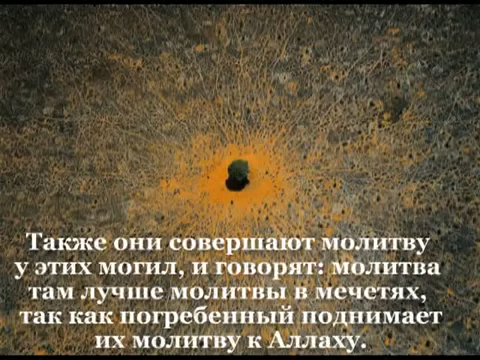 Также они совершают молитву
у этих могил, и говорят: молитва
там лучше молитвы в мечетях,
так как погребенный поднимает
их молитву к Аллаху.